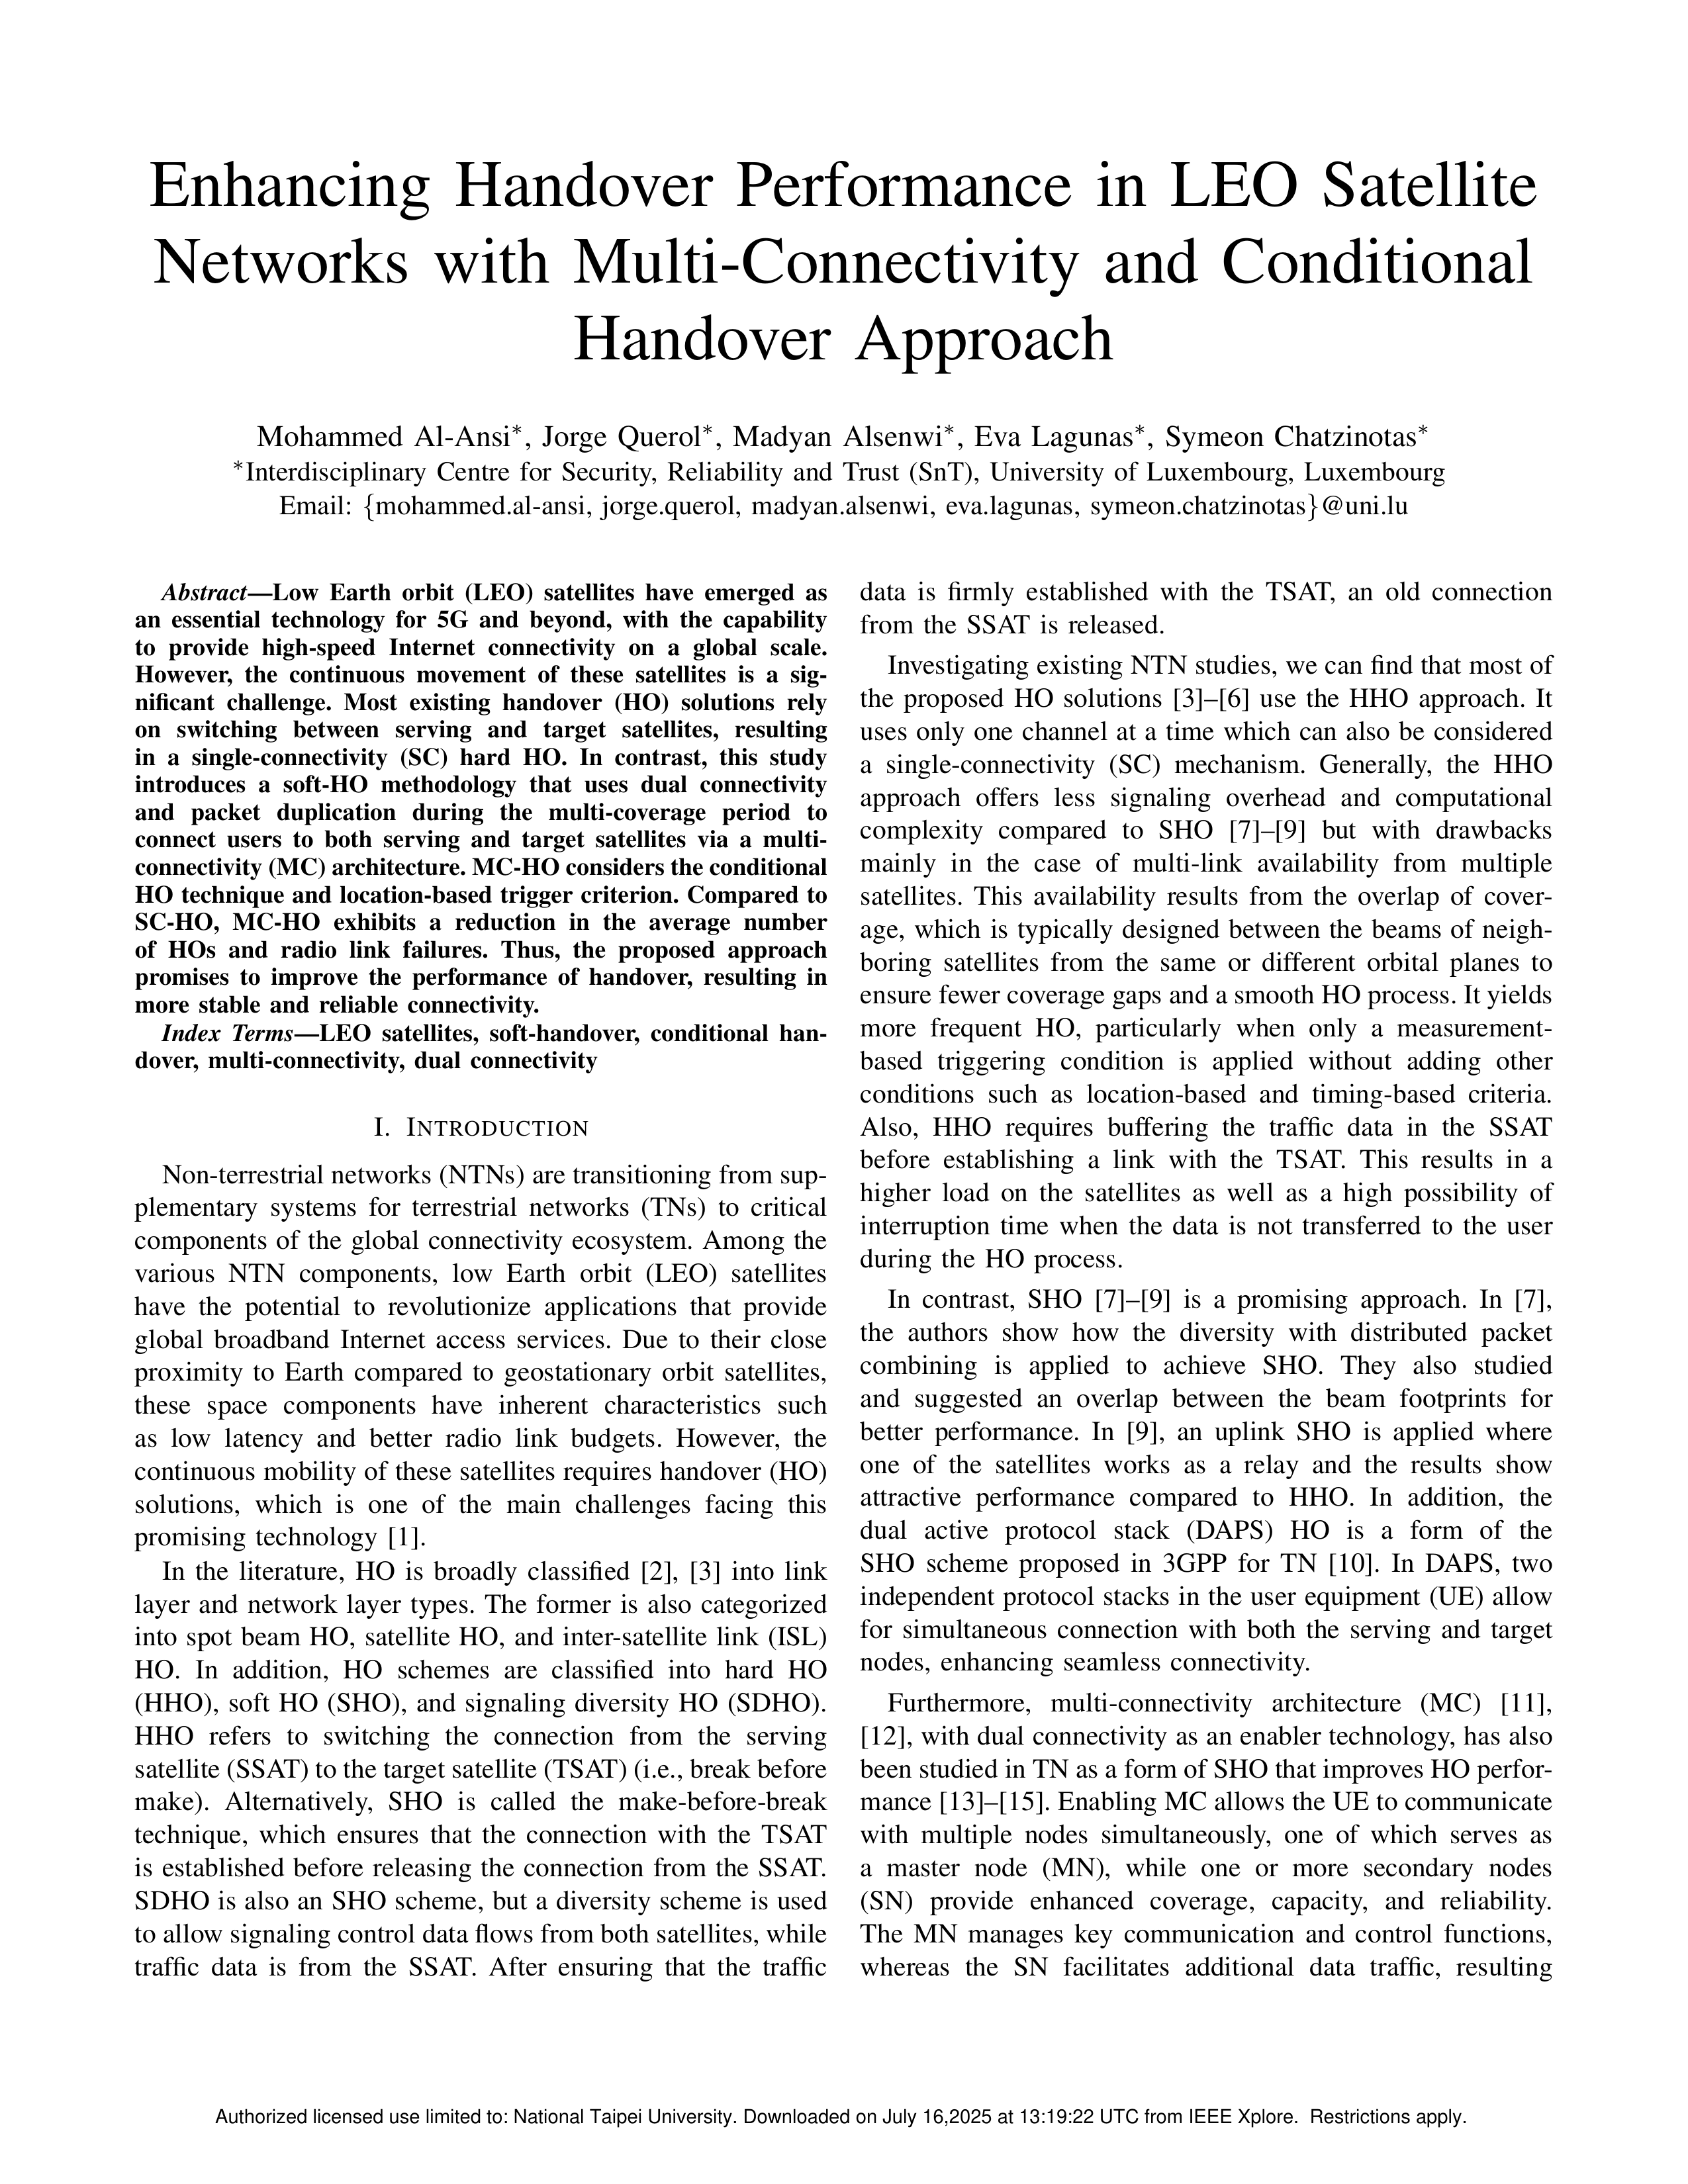 Enhancing Handover Performance in LEO Satellite
Networks with Multi-Connectivity and Conditional
Handover Approach
Mohammed Al-Ansi*, Jorge Querol*, Madyan Alsenwi*, Eva Lagunas*, Symeon Chatzinotas*
*Interdisciplinary Centre for Security, Reliability and Trust (SnT), University of Luxembourg, Luxembourg
Email: {mohammed.al-ansi, jorge.querol, madyan.alsenwi, eva.lagunas, symeon.chatzinotas}@uni.lu
Abstract—Low Earth orbit (LEO) satellites have emerged as
an essential technology for 5G and beyond, with the capability
to provide high-speed Internet connectivity on a global scale.
However, the continuous movement of these satellites is a sig-
nificant challenge. Most existing handover (HO) solutions rely
on switching between serving and target satellites, resulting
in a single-connectivity (SC) hard HO. In contrast, this study
introduces a soft-HO methodology that uses dual connectivity
and packet duplication during the multi-coverage period to
connect users to both serving and target satellites via a multi-
connectivity (MC) architecture. MC-HO considers the conditional
HO technique and location-based trigger criterion. Compared to
SC-HO, MC-HO exhibits a reduction in the average number
of HOs and radio link failures. Thus, the proposed approach
promises to improve the performance of handover, resulting in
more stable and reliable connectivity.
Index Terms—LEO satellites, soft-handover, conditional han-
dover, multi-connectivity, dual connectivity
I. INTRODUCTION
Non-terrestrial networks (NTNs) are transitioning from sup-
plementary systems for terrestrial networks (TNs) to critical
components of the global connectivity ecosystem. Among the
various NTN components, low Earth orbit (LEO) satellites
have the potential to revolutionize applications that provide
global broadband Internet access services. Due to their close
proximity to Earth compared to geostationary orbit satellites,
these space components have inherent characteristics such
as low latency and better radio link budgets. However, the
continuous mobility of these satellites requires handover (HO)
solutions, which is one of the main challenges facing this
promising technology [1].
In the literature, HO is broadly classified [2], [3] into link
layer and network layer types. The former is also categorized
into spot beam HO, satellite HO, and inter-satellite link (ISL)
HO. In addition, HO schemes are classified into hard HO
(HHO), soft HO (SHO), and signaling diversity HO (SDHO).
HHO refers to switching the connection from the serving
satellite (SSAT) to the target satellite (TSAT) (i.e., break before
make). Alternatively, SHO is called the make-before-break
technique, which ensures that the connection with the TSAT
is established before releasing the connection from the SSAT.
SDHO is also an SHO scheme, but a diversity scheme is used
to allow signaling control data flows from both satellites, while
traffic data is from the SSAT. After ensuring that the traffic
data is firmly established with the TSAT, an old connection
from the SSAT is released.
Investigating existing NTN studies, we can find that most of
the proposed HO solutions [3]–[6] use the HHO approach. It
uses only one channel at a time which can also be considered
a single-connectivity (SC) mechanism. Generally, the HHO
approach offers less signaling overhead and computational
complexity compared to SHO [7]–[9] but with drawbacks
mainly in the case of multi-link availability from multiple
satellites. This availability results from the overlap of cover-
age, which is typically designed between the beams of neigh-
boring satellites from the same or different orbital planes to
ensure fewer coverage gaps and a smooth HO process. It yields
more frequent HO, particularly when only a measurement-
based triggering condition is applied without adding other
conditions such as location-based and timing-based criteria.
Also, HHO requires buffering the traffic data in the SSAT
before establishing a link with the TSAT. This results in a
higher load on the satellites as well as a high possibility of
interruption time when the data is not transferred to the user
during the HO process.
In contrast, SHO [7]–[9] is a promising approach. In [7],
the authors show how the diversity with distributed packet
combining is applied to achieve SHO. They also studied
and suggested an overlap between the beam footprints for
better performance. In [9], an uplink SHO is applied where
one of the satellites works as a relay and the results show
attractive performance compared to HHO. In addition, the
dual active protocol stack (DAPS) HO is a form of the
SHO scheme proposed in 3GPP for TN [10]. In DAPS, two
independent protocol stacks in the user equipment (UE) allow
for simultaneous connection with both the serving and target
nodes, enhancing seamless connectivity.
Furthermore, multi-connectivity architecture (MC) [11],
[12], with dual connectivity as an enabler technology, has also
been studied in TN as a form of SHO that improves HO perfor-
mance [13]–[15]. Enabling MC allows the UE to communicate
with multiple nodes simultaneously, one of which serves as
a master node (MN), while one or more secondary nodes
(SN) provide enhanced coverage, capacity, and reliability.
The MN manages key communication and control functions,
whereas the SN facilitates additional data traffic, resulting
Authorized licensed use limited to: National Taipei University. Downloaded on July 16,2025 at 13:19:22 UTC from IEEE Xplore.  Restrictions apply.